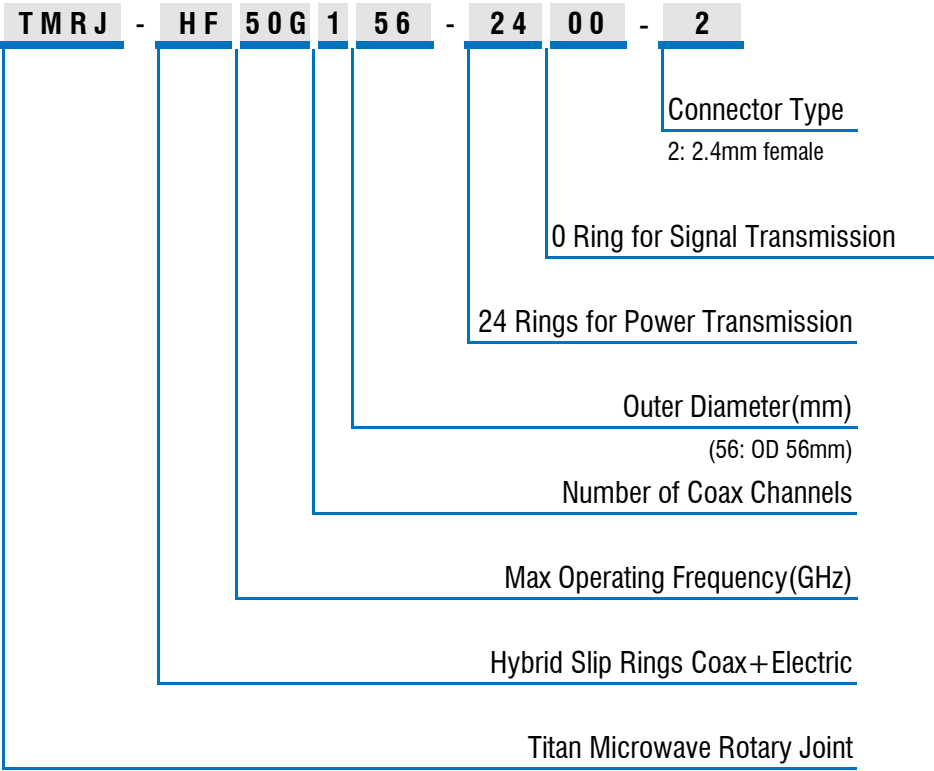 TMRJ - HF 50G 1 56 - 24 00 - 2
Connector Type
2: 2.4mm female
0 Ring for Signal Transmission
24 Rings for Power Transmission
Outer Diameter(mm)
(56: OD 56mm)
Number of Coax Channels
Max Operating Frequency(GHz)
Hybrid Slip Rings Coax+Electric
Titan Microwave Rotary Joint